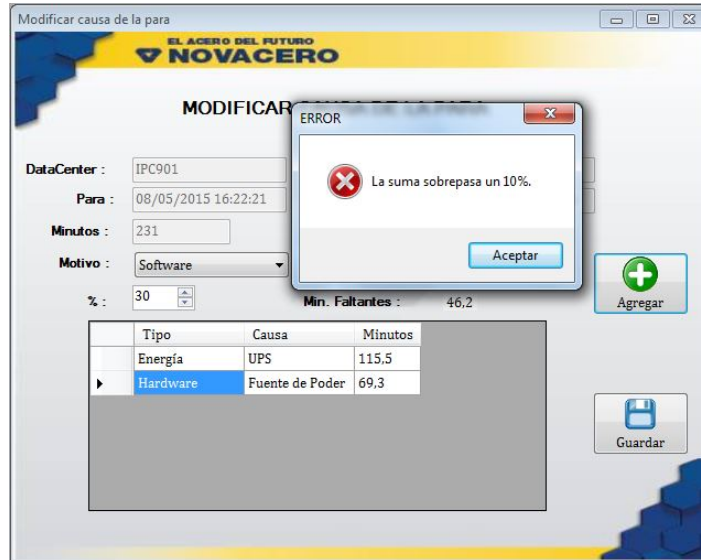 Modificar causa de la para
EL ACERO DEL FUTURO
NOVACERO
MODIFICAR
ERROR
La suma sobrepasa un 10%.
Aceptar
DataCenter : IPC901
Para : 08/05/2015 16:22:21
Minutos : 231
Motivo : Software
% : 30 Min. Faltantes : 46,2
Agregar
Tipo Causa Minutos
Energía UPS 115,5
Hardware Fuente de Poder 69,3
Guardar